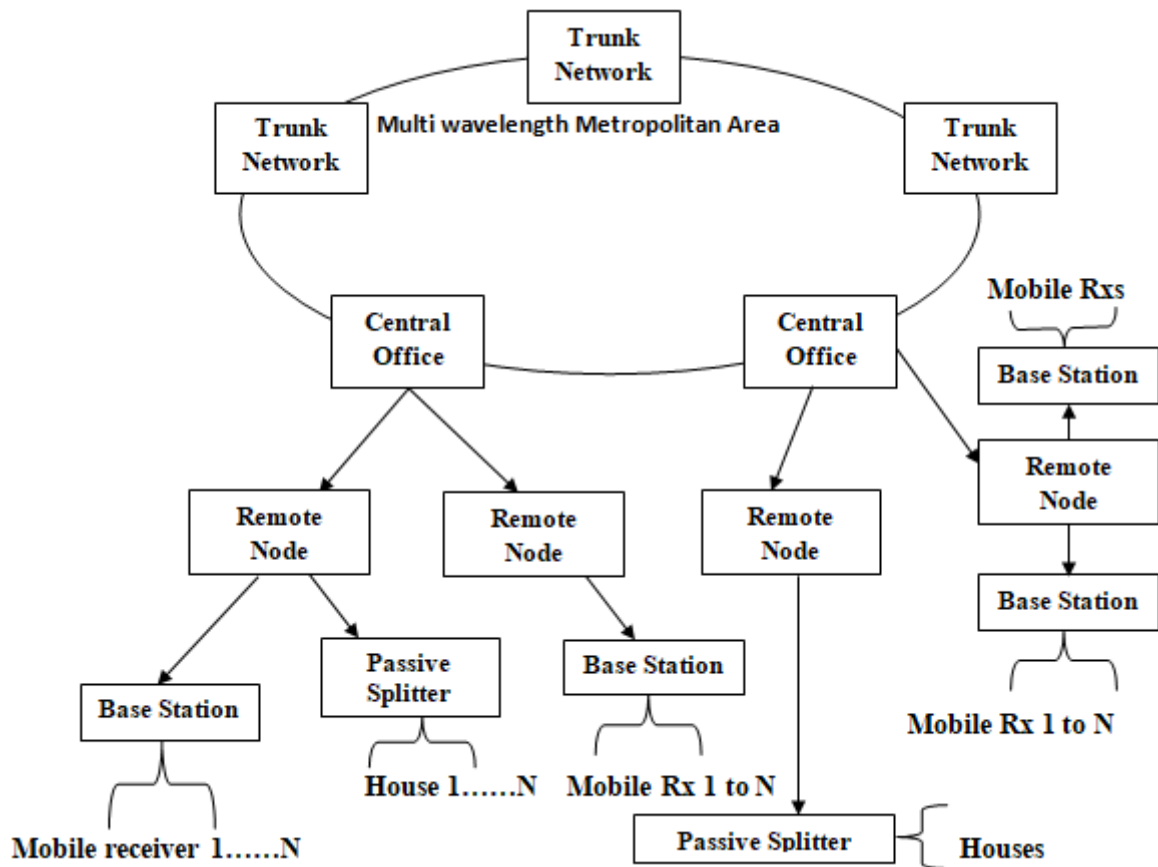 Trunk
Network
Trunk
Network
Multi wavelength Metropolitan Area
Trunk
Network
Central
Office
Central
Office
Mobile Rxs
Base Station
Remote
Node
Remote
Node
Remote
Node
Remote
Node
Base Station
Passive
Splitter
Base Station
Base Station
Mobile Rx 1 to N
House 1......N
Mobile Rx 1 to N
Mobile receiver 1......N
Passive Splitter
Houses